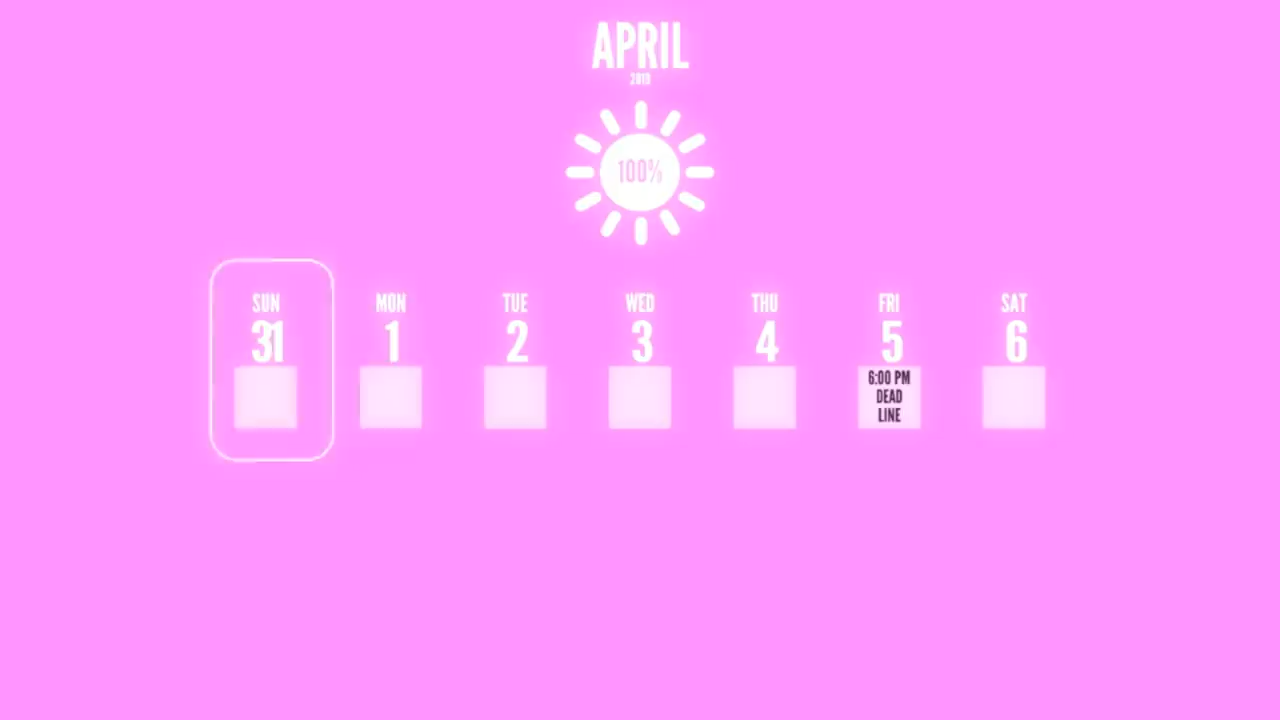 APRIL
2019
100%
SUN MON TUE WED THU FRI SAT
31 1 2 3 4 5 6
6:00 PM
DEAD
LINE